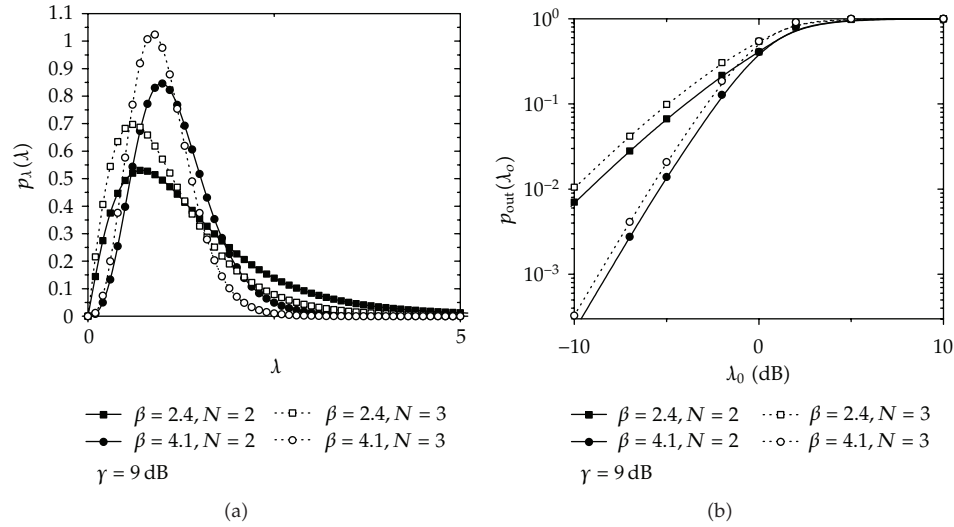 1.1
1
0.9
0.8
0.7
0.6
0.5
0.4
0.3
0.2
0.1
0
p_λ(λ)
0 5
λ
β = 2.4, N = 2 β = 2.4, N = 3
β = 4.1, N = 2 β = 4.1, N = 3
γ = 9 dB
(a)
10⁰
10⁻¹
10⁻²
10⁻³
p_out(λ_o)
−10 −5 0 10
λ₀ (dB)
β = 2.4, N = 2 β = 2.4, N = 3
β = 4.1, N = 2 β = 4.1, N = 3
γ = 9 dB
(b)